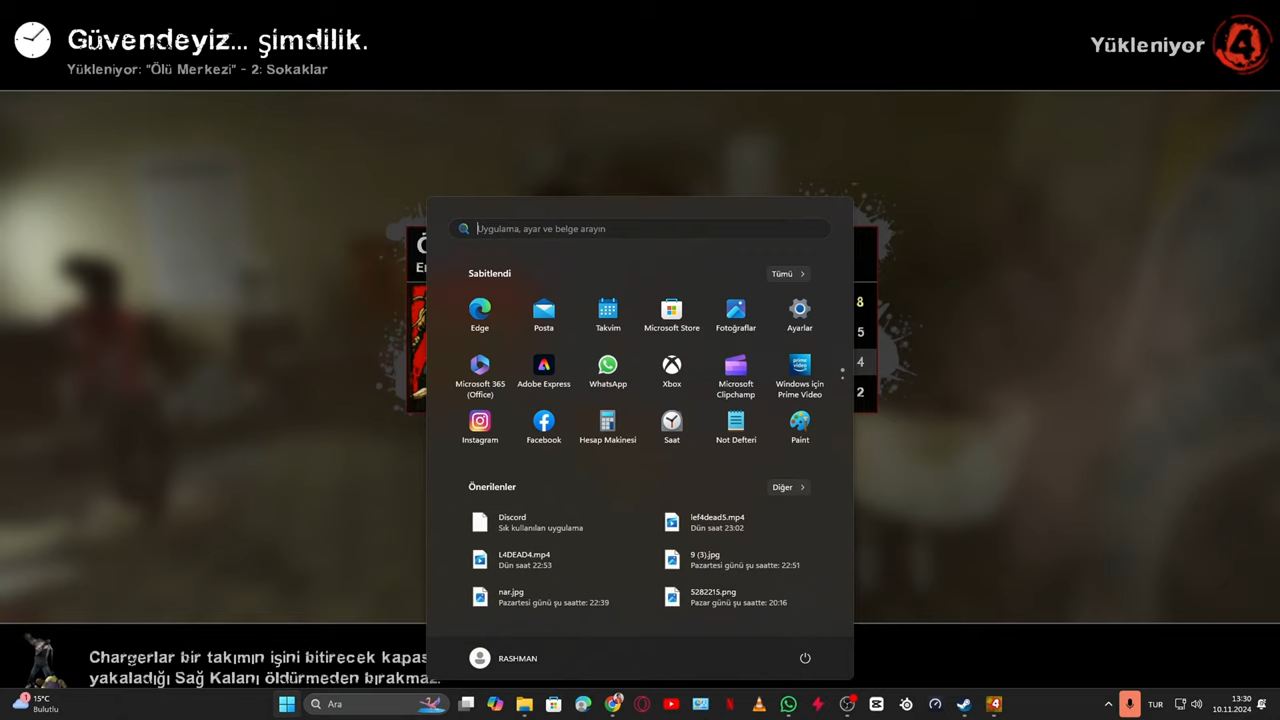 Güvendeyiz... şimdilik.
Yükleniyor: "Ölü Merkezi" - 2: Sokaklar
Yükleniyor
Uygulama, ayar ve belge arayın
Sabitlendi
Tümü
Edge
Posta
Takvim
Microsoft Store
Fotoğraflar
Ayarlar
Microsoft 365
(Office)
Adobe Express
WhatsApp
Xbox
Microsoft
Clipchamp
Windows için
Prime Video
Instagram
Facebook
Hesap Makinesi
Saat
Not Defteri
Paint
8
5
4
2
Önerilenler
Diğer
Discord
Sık kullanılan uygulama
lef4dead5.mp4
Dün saat 23:02
L4DEAD4.mp4
Dün saat 22:53
9 (3).jpg
Pazartesi günü şu saatte: 22:51
nar.jpg
Pazartesi günü şu saatte: 22:39
5282215.png
Pazar günü şu saatte: 20:16
RASHMAN
Chargerlar bir takımın işini bitirecek
yakaladığı Sağ Kalanı öldürmeden bırakmaz.
1
15°C
Bulutlu
Ara
TUR
13:30
10.11.2024